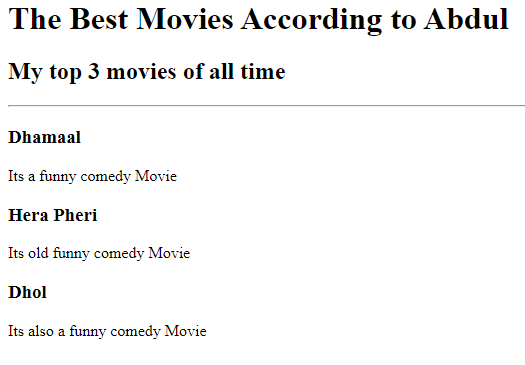 The Best Movies According to Abdul
My top 3 movies of all time
Dhamaal
Its a funny comedy Movie
Hera Pheri
Its old funny comedy Movie
Dhol
Its also a funny comedy Movie